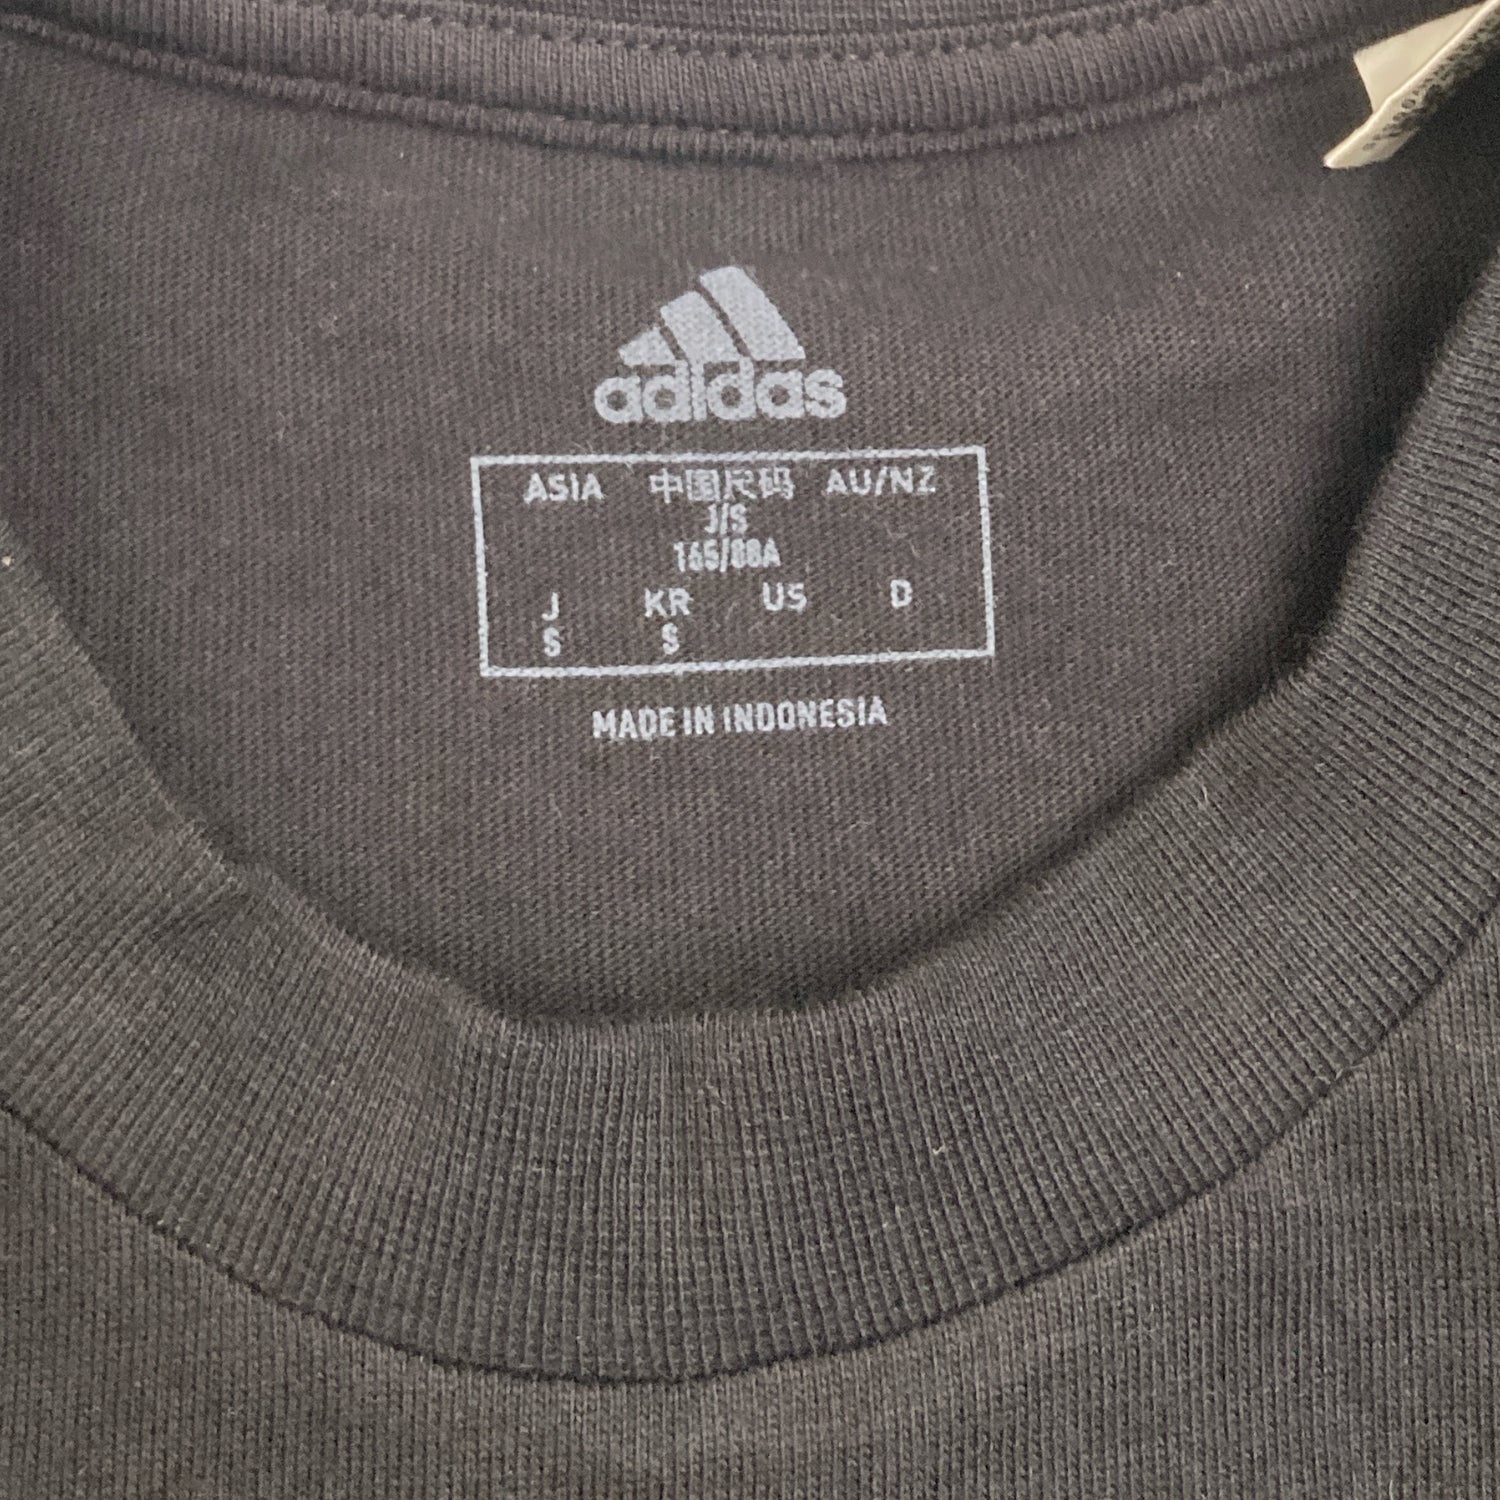 adidas
ASIA 中国尺码 AU/NZ
J/S
165/88A
J KR US D
S S
MADE IN INDONESIA